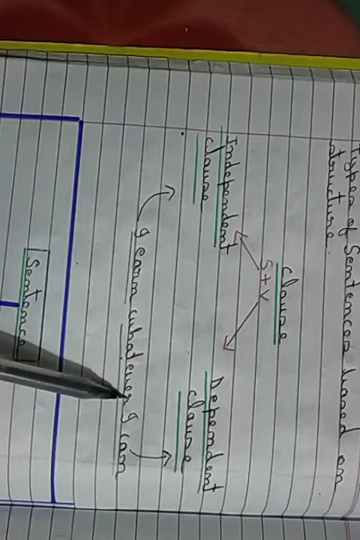 Types of Sentences based on
structure.
Clause
S+V
Independent
Clause
Dependent
Clause
I earn whatever I can
Sentence